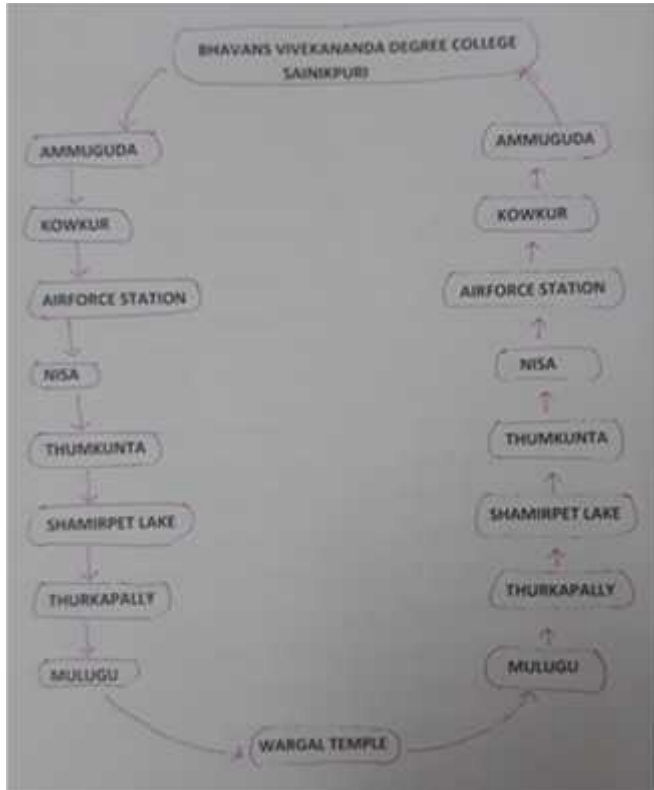 BHAVANS VIVEKANANDA DEGREE COLLEGE
SAINIKPURI
AMMUGUDA
KOWKUR
AIRFORCE STATION
NISA
THUMKUNTA
SHAMIRPET LAKE
THURKAPALLY
MULUGU
WARGAL TEMPLE
MULUGU
THURKAPALLY
SHAMIRPET LAKE
THUMKUNTA
NISA
AIRFORCE STATION
KOWKUR
AMMUGUDA